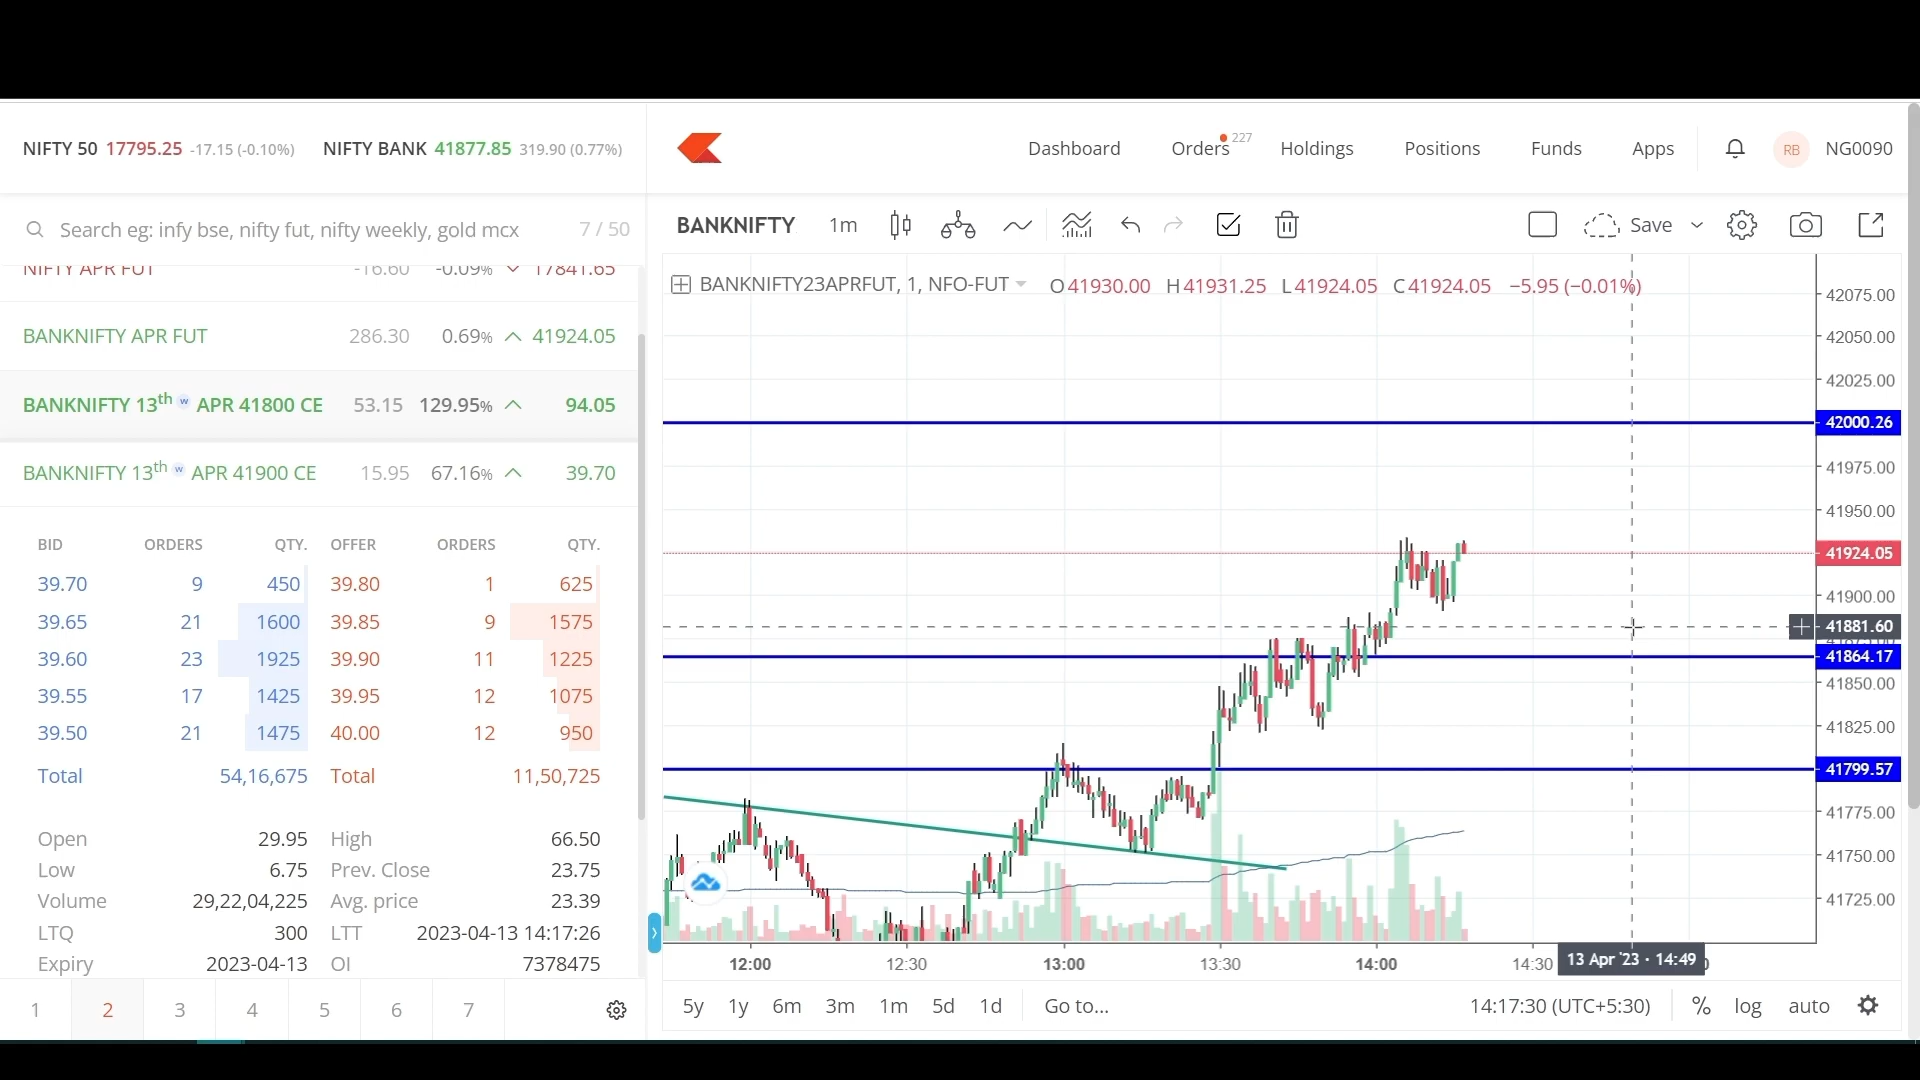 NIFTY 50 17795.25 -17.15 (-0.10%) NIFTY BANK 41877.85 319.90 (0.77%)
Dashboard Orders 227 Holdings Positions Funds Apps RB NG0090
Search eg: infy bse, nifty fut, nifty weekly, gold mcx 7 / 50
BANKNIFTY 1m Save
NIFTY APR FUT -16.60 -0.09% 17841.65
BANKNIFTY APR FUT 286.30 0.69% 41924.05
BANKNIFTY 13th w APR 41800 CE 53.15 129.95% 94.05
BANKNIFTY 13th w APR 41900 CE 15.95 67.16% 39.70
BID ORDERS QTY. OFFER ORDERS QTY.
39.70 9 450 39.80 1 625
39.65 21 1600 39.85 9 1575
39.60 23 1925 39.90 11 1225
39.55 17 1425 39.95 12 1075
39.50 21 1475 40.00 12 950
Total 54,16,675 Total 11,50,725
Open 29.95 High 66.50
Low 6.75 Prev. Close 23.75
Volume 29,22,04,225 Avg. price 23.39
LTQ 300 LTT 2023-04-13 14:17:26
Expiry 2023-04-13 OI 7378475
1 2 3 4 5 6 7
BANKNIFTY23APRFUT, 1, NFO-FUT O41930.00 H41931.25 L41924.05 C41924.05 −5.95 (−0.01%)
42075.00
42050.00
42025.00
42000.26
41975.00
41950.00
41924.05
41900.00
41881.60
41864.17
41850.00
41825.00
41799.57
41775.00
41750.00
41725.00
12:00 12:30 13:00 13:30 14:00 14:30 13 Apr '23 · 14:49
5y 1y 6m 3m 1m 5d 1d Go to... 14:17:30 (UTC+5:30) % log auto